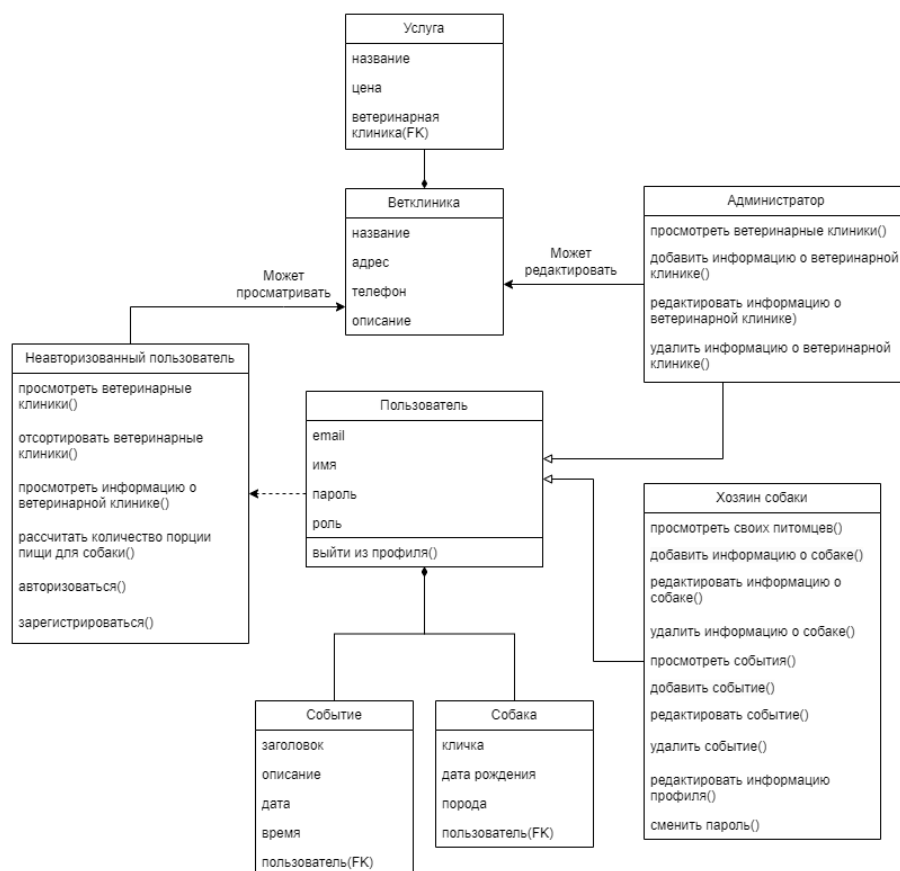 Услуга
название
цена
ветеринарная
клиника(FK)
Ветклиника
название
адрес
телефон
описание
Администратор
просмотреть ветеринарные клиники()
добавить информацию о ветеринарной
клинике()
редактировать информацию о
ветеринарной клинике)
удалить информацию о ветеринарной
клинике()
Может
редактировать
Может
просматривать
Неавторизованный пользователь
просмотреть ветеринарные
клиники()
отсортировать ветеринарные
клиники()
просмотреть информацию о
ветеринарной клинике()
рассчитать количество порции
пищи для собаки()
авторизоваться()
зарегистрироваться()
Пользователь
email
имя
пароль
роль
выйти из профиля()
Хозяин собаки
просмотреть своих питомцев()
добавить информацию о собаке()
редактировать информацию о
собаке()
удалить информацию о собаке()
просмотреть события()
добавить событие()
редактировать событие()
удалить событие()
редактировать информацию
профиля()
сменить пароль()
Событие
заголовок
описание
дата
время
пользователь(FK)
Собака
кличка
дата рождения
порода
пользователь(FK)